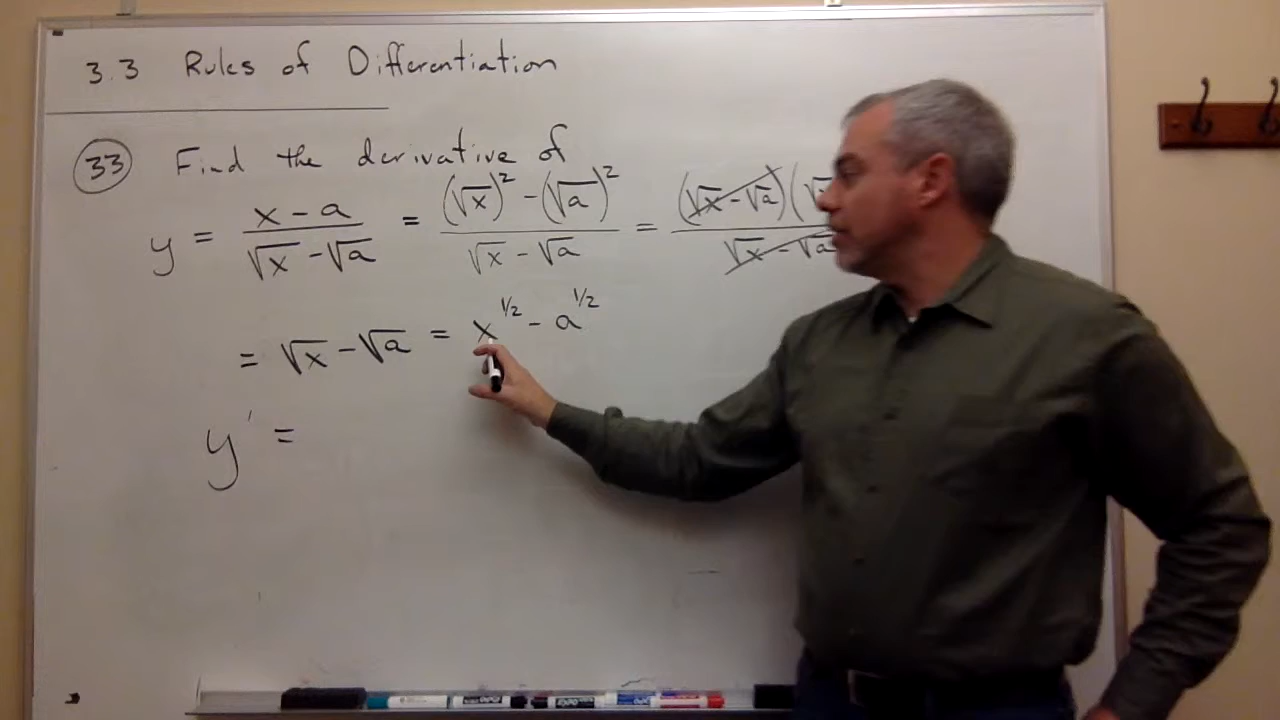 3.3 Rules of Differentiation
33 Find the derivative of
y = (x - a)/(√x - √a) = ((√x)² - (√a)²)/(√x - √a) = (√x - √a)(√
√x - √a
= √x - √a = x^1/2 - a^1/2
y' =